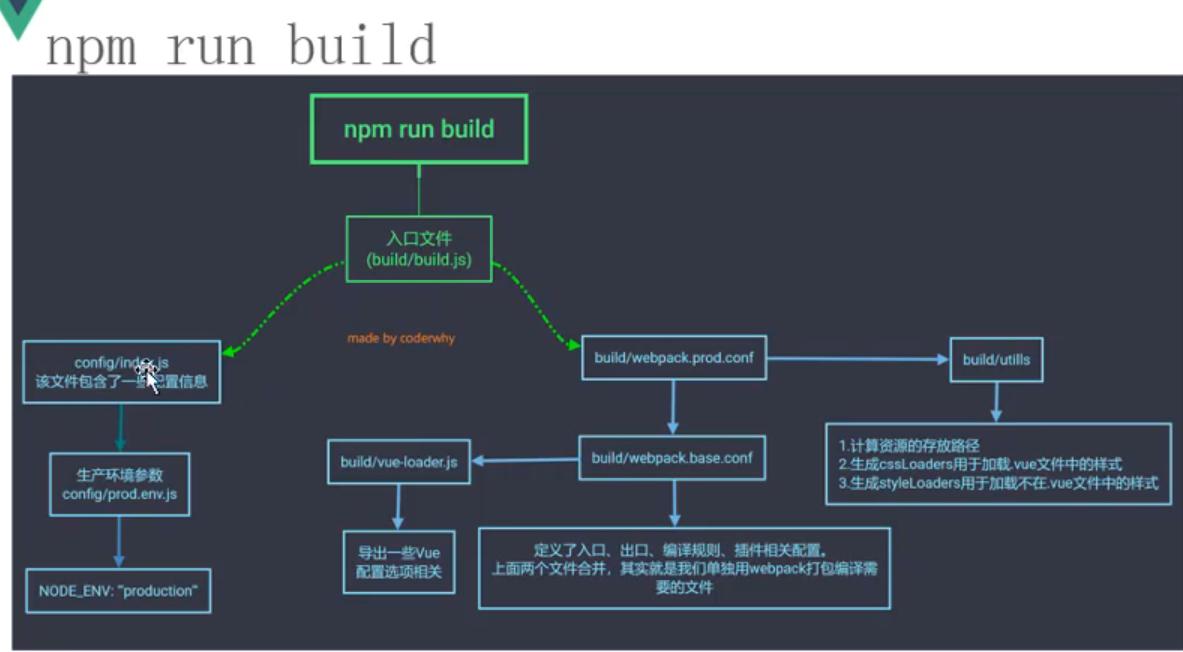 npm run build
npm run build
入口文件
(build/build.js)
made by coderwhy
config/index.js
该文件包含了一些配置信息
build/webpack.prod.conf
build/utills
生产环境参数
config/prod.env.js
build/vue-loader.js
build/webpack.base.conf
1.计算资源的存放路径
2.生成cssLoaders用于加载.vue文件中的样式
3.生成styleLoaders用于加载不在.vue文件中的样式
NODE_ENV: "production"
导出一些Vue
配置选项相关
定义了入口、出口、编译规则、插件相关配置。
上面两个文件合并，其实就是我们单独用webpack打包编译需
要的文件